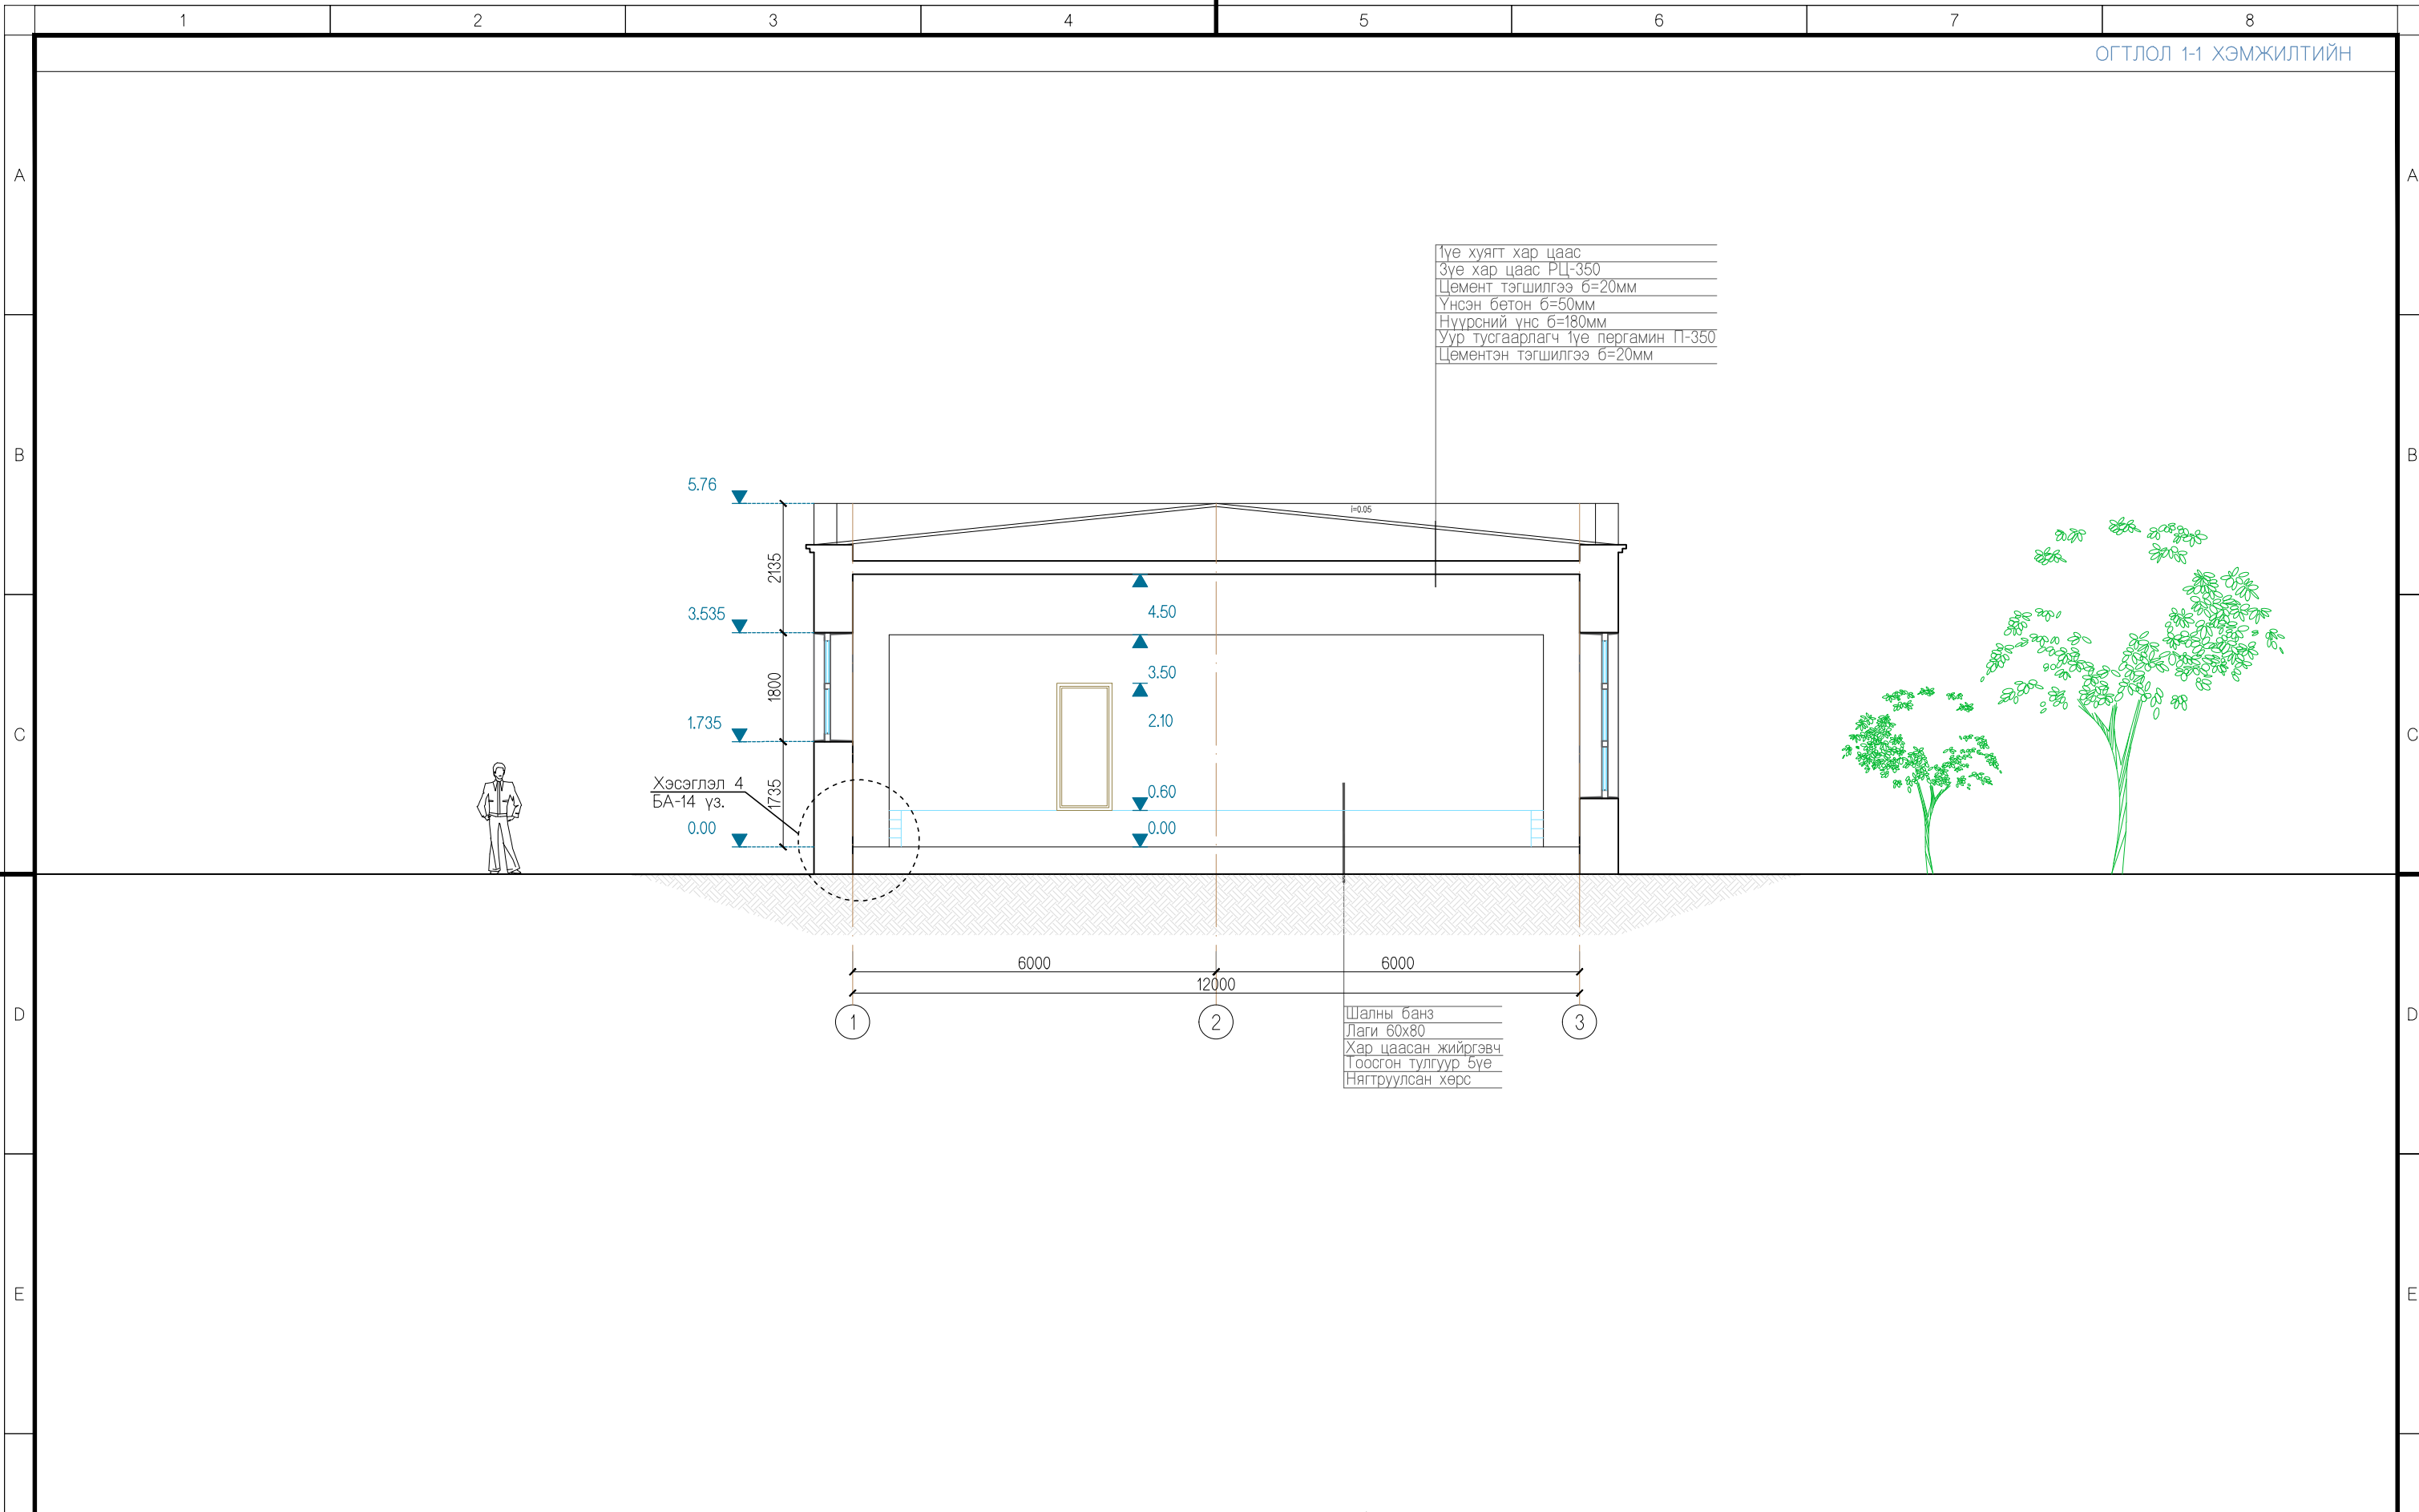 1 2 3 4 5 6 7 8
ОГТЛОЛ 1-1 ХЭМЖИЛТИЙН
A A
1үе хуягт хар цаас
3үе хар цаас РЦ-350
Цемент тэгшилгээ б=20мм
Үнсэн бетон б=50мм
Нүүрсний үнс б=180мм
Уур тусгаарлагч 1үе пергамин П-350
Цементэн тэгшилгээ б=20мм
B B
5.76
i=0.05
2135
4.50
3.535
3.50
1800
1.735
2.10
C C
Хэсэглэл 4
БА-14 үз.
1735
0.60
0.00
0.00
6000 6000
12000
1 2 3
D D
Шалны банз
Лаги 60х80
Хар цаасан жийргэвч
Тоосгон тулгуур 5үе
Нягтруулсан хөрс
E E